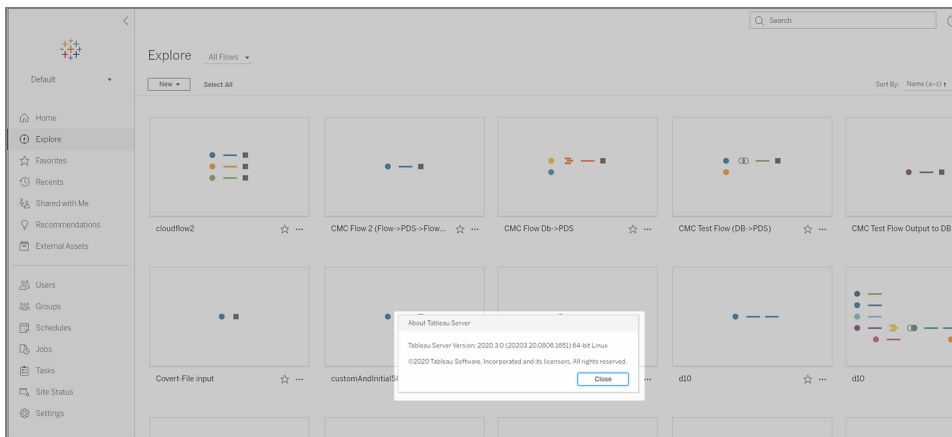 Search
Default
Explore
All Flows
New
Select All
Sort By: Name (a–z)
Home
Explore
Favorites
Recents
Shared with Me
Recommendations
External Assets
Users
Groups
Schedules
Jobs
Tasks
Site Status
Settings
cloudflow2
CMC Flow 2 (Flow->PDS->Flow...
CMC Flow Db->PDS
CMC Test Flow (DB->PDS)
CMC Test Flow Output to DB
Covert-File input
customAndInitialSQ
d10
d10
About Tableau Server
Tableau Server Version: 2020.3.0 (20203.20.0806.1651) 64-bit Linux
©2020 Tableau Software. Incorporated and its licensors. All rights reserved.
Close